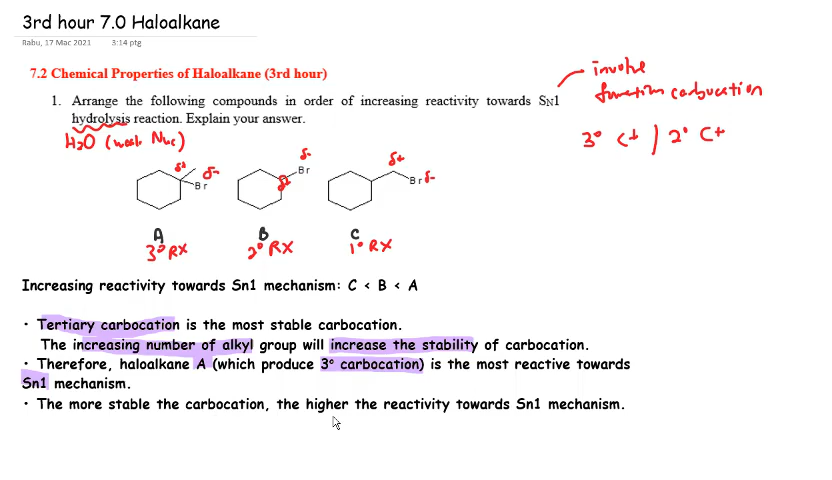 3rd hour 7.0 Haloalkane
Rabu, 17 Mac 2021 3:14 ptg
7.2 Chemical Properties of Haloalkane (3rd hour)
involve
1. Arrange the following compounds in order of increasing reactivity towards SN1
hydrolysis reaction. Explain your answer.
carbocation
H₂O (weak Nuc)
3° C+ / 2° C+
δ+ δ- Br
δ- Br δ+
δ+ Br δ-
A B C
3° RX 2° RX 1° RX
Increasing reactivity towards Sn1 mechanism: C < B < A
• Tertiary carbocation is the most stable carbocation.
The increasing number of alkyl group will increase the stability of carbocation.
• Therefore, haloalkane A (which produce 3° carbocation) is the most reactive towards
Sn1 mechanism.
• The more stable the carbocation, the higher the reactivity towards Sn1 mechanism.